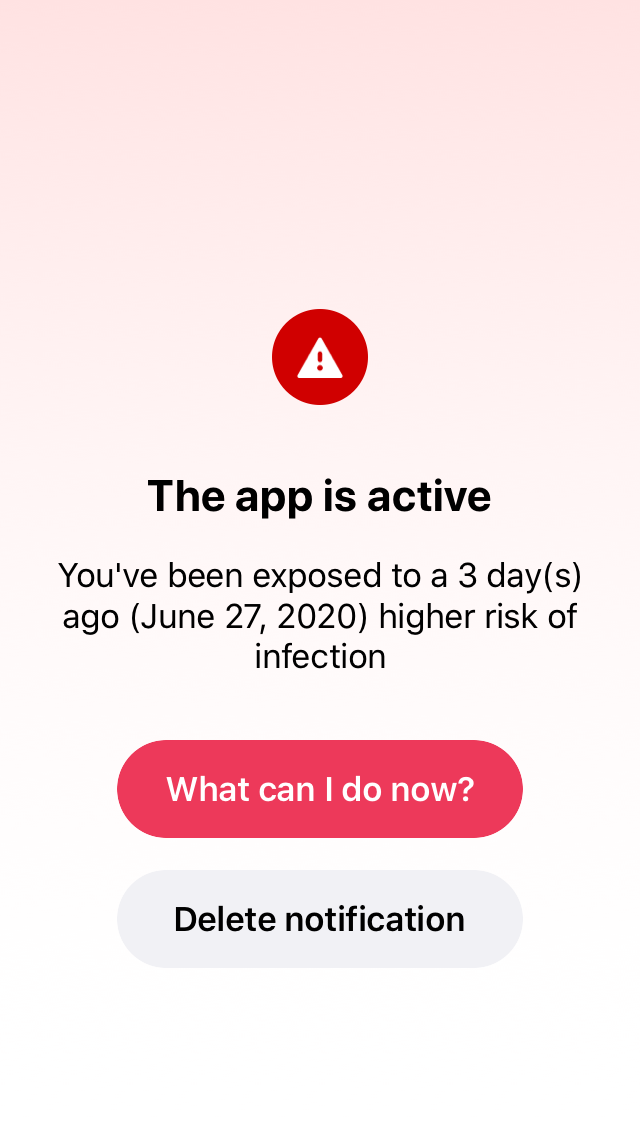 The app is active
You've been exposed to a 3 day(s)
ago (June 27, 2020) higher risk of
infection
What can I do now?
Delete notification